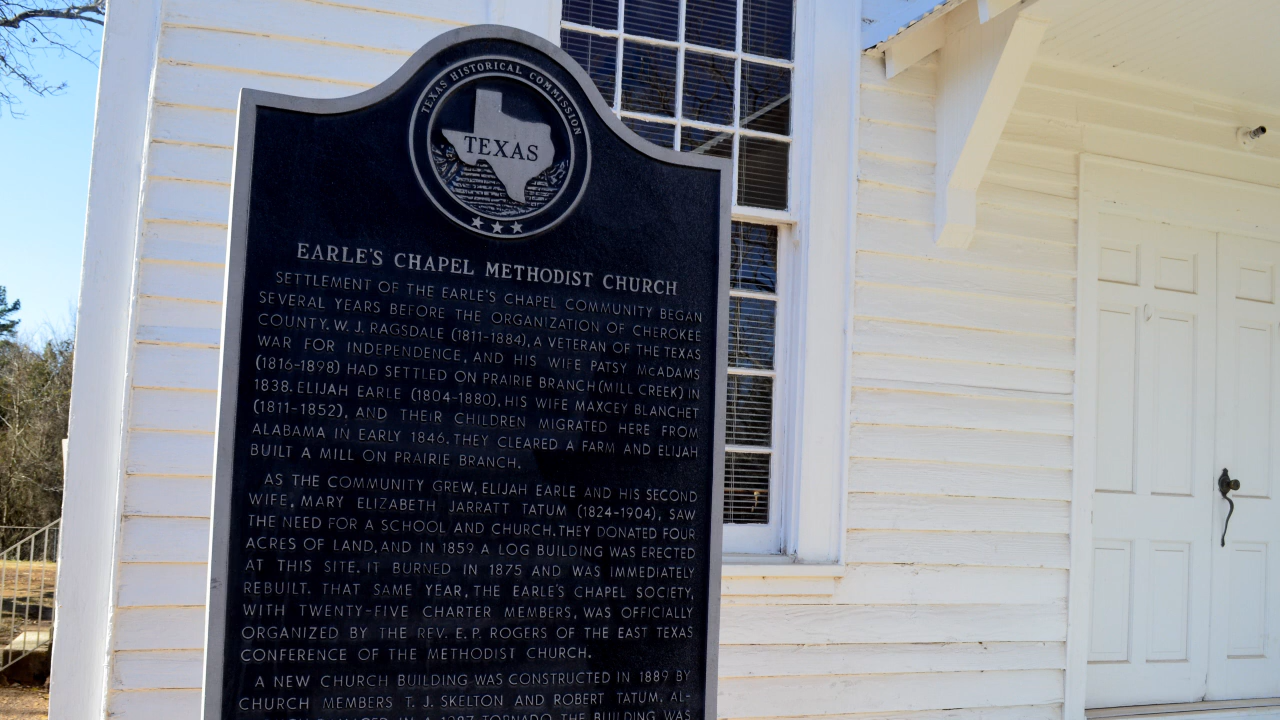 TEXAS HISTORICAL COMMISSION
TEXAS
EARLE'S CHAPEL METHODIST CHURCH
SETTLEMENT OF THE EARLE'S CHAPEL COMMUNITY BEGAN
SEVERAL YEARS BEFORE THE ORGANIZATION OF CHEROKEE
COUNTY. W. J. RAGSDALE (1811-1884), A VETERAN OF THE TEXAS
WAR FOR INDEPENDENCE, AND HIS WIFE PATSY McADAMS
(1816-1898) HAD SETTLED ON PRAIRIE BRANCH (MILL CREEK) IN
1838. ELIJAH EARLE (1804-1880), HIS WIFE MAXCEY BLANCHET
(1811-1852), AND THEIR CHILDREN MIGRATED HERE FROM
ALABAMA IN EARLY 1846. THEY CLEARED A FARM AND ELIJAH
BUILT A MILL ON PRAIRIE BRANCH.
AS THE COMMUNITY GREW, ELIJAH EARLE AND HIS SECOND
WIFE, MARY ELIZABETH JARRATT TATUM (1824-1904), SAW
THE NEED FOR A SCHOOL AND CHURCH. THEY DONATED FOUR
ACRES OF LAND, AND IN 1859 A LOG BUILDING WAS ERECTED
AT THIS SITE. IT BURNED IN 1875 AND WAS IMMEDIATELY
REBUILT. THAT SAME YEAR, THE EARLE'S CHAPEL SOCIETY,
WITH TWENTY-FIVE CHARTER MEMBERS, WAS OFFICIALLY
ORGANIZED BY THE REV. E. P. ROGERS OF THE EAST TEXAS
CONFERENCE OF THE METHODIST CHURCH.
A NEW CHURCH BUILDING WAS CONSTRUCTED IN 1889 BY
CHURCH MEMBERS T. J. SKELTON AND ROBERT TATUM. AL-
IN A 1987 TORNADO, THE BUILDING WAS